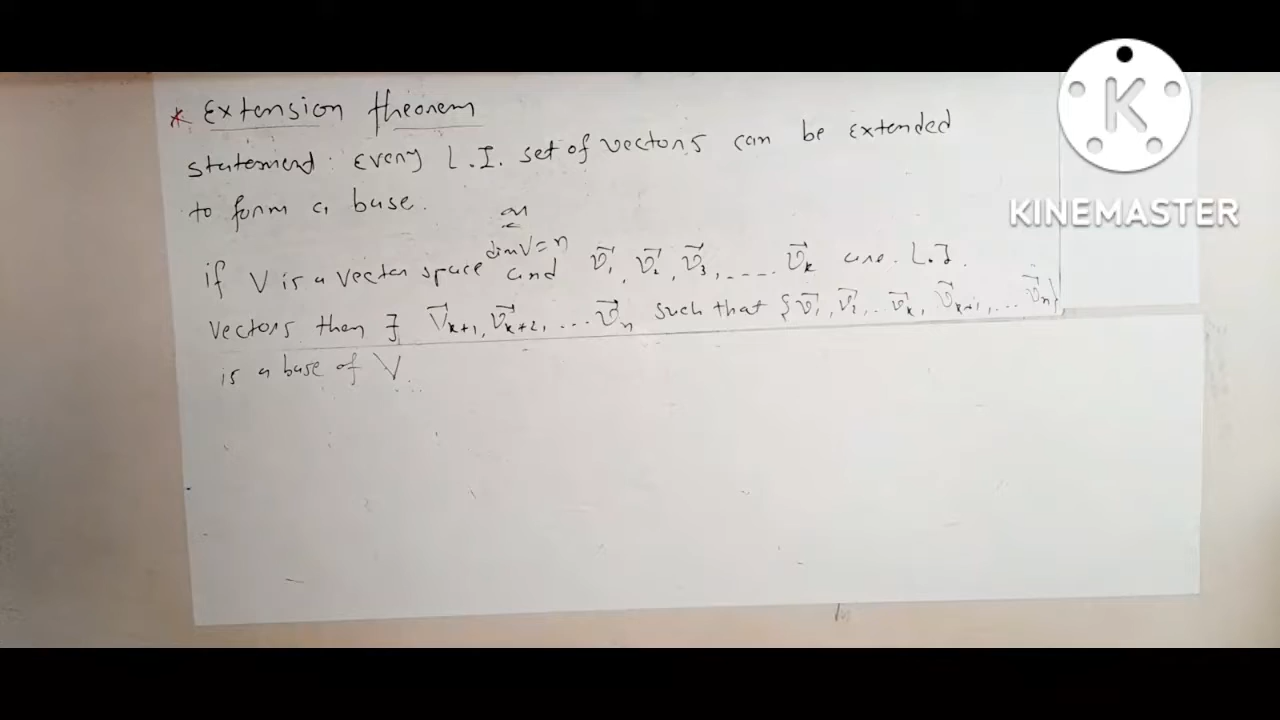 * Extension theorem
statement: Every L.I. set of vectors can be extended
to form a base.
if V is a vector space dim V = n and v⃗₁, v⃗₂, v⃗₃, .... v⃗ₖ are L.I.
vectors then ∃ v⃗ₖ₊₁, v⃗ₖ₊₂, ... v⃗ₙ such that {v⃗₁, v⃗₂, .. v⃗ₖ, v⃗ₖ₊₁, ... v⃗ₙ}
is a base of V.
K
KINEMASTER